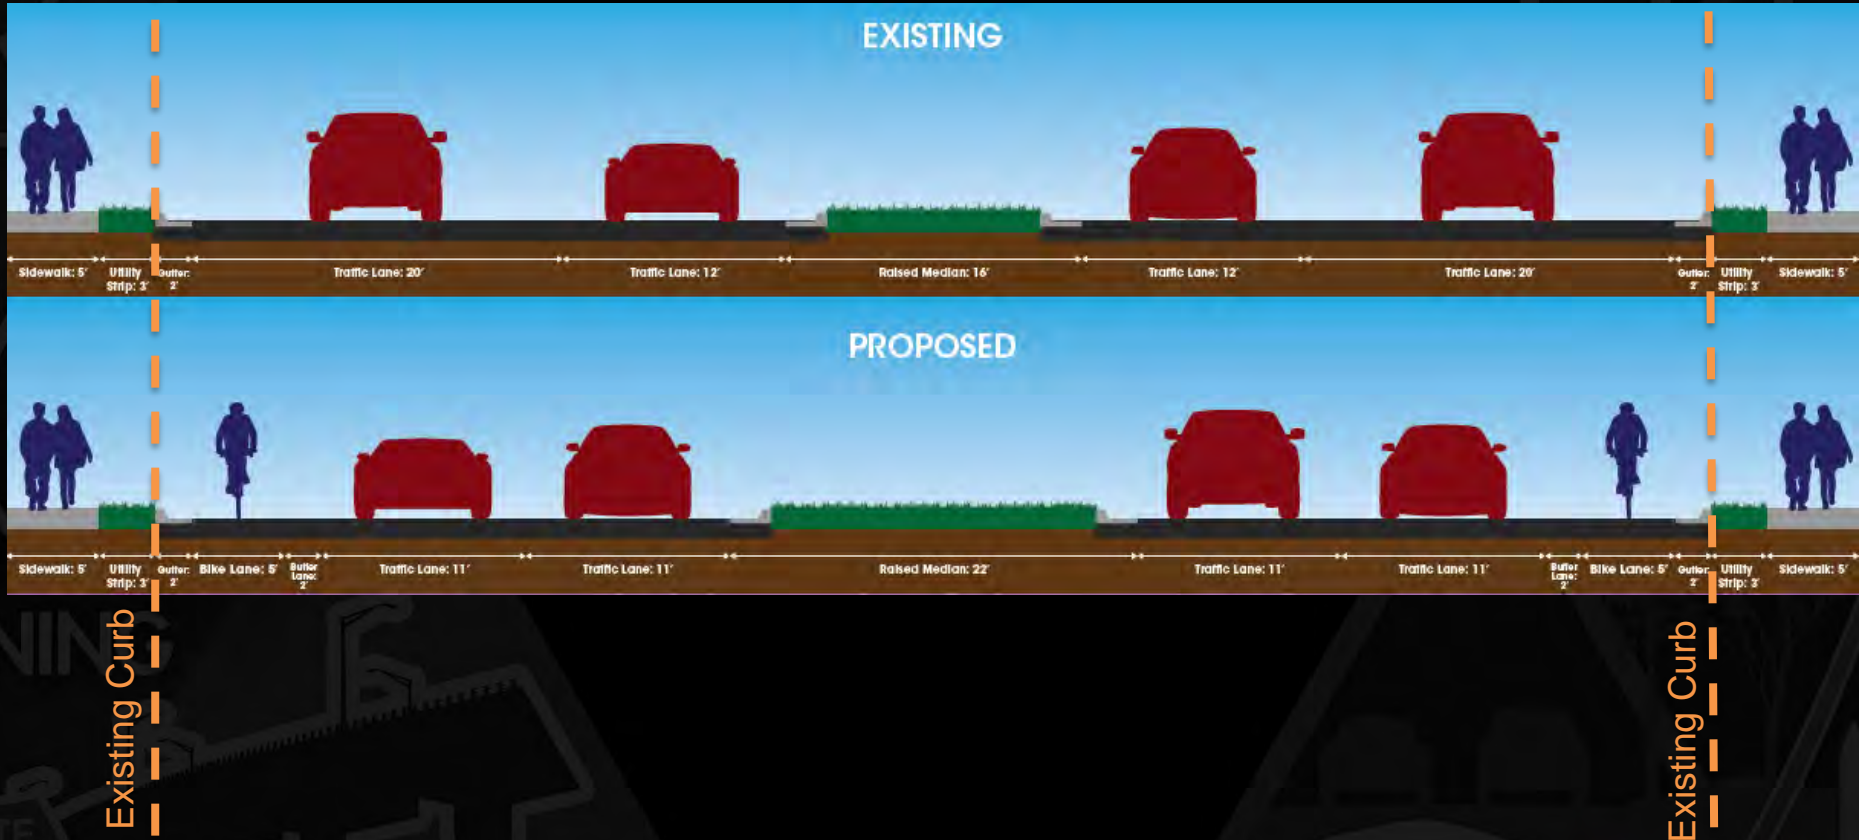 EXISTING
Sidewalk: 5'
Utility
Strip: 3'
Gutter:
2'
Traffic Lane: 20'
Traffic Lane: 12'
Raised Median: 16'
Traffic Lane: 12'
Traffic Lane: 20'
Gutter:
2'
Utility
Strip: 3'
Sidewalk: 5'
PROPOSED
Sidewalk: 5'
Utility
Strip: 3'
Gutter:
2'
Bike Lane: 5'
Buffer
Lane:
2'
Traffic Lane: 11'
Traffic Lane: 11'
Raised Median: 22'
Traffic Lane: 11'
Traffic Lane: 11'
Buffer
Lane:
2'
Bike Lane: 5'
Gutter:
2'
Utility
Strip: 3'
Sidewalk: 5'
Existing Curb
Existing Curb
NING
TE